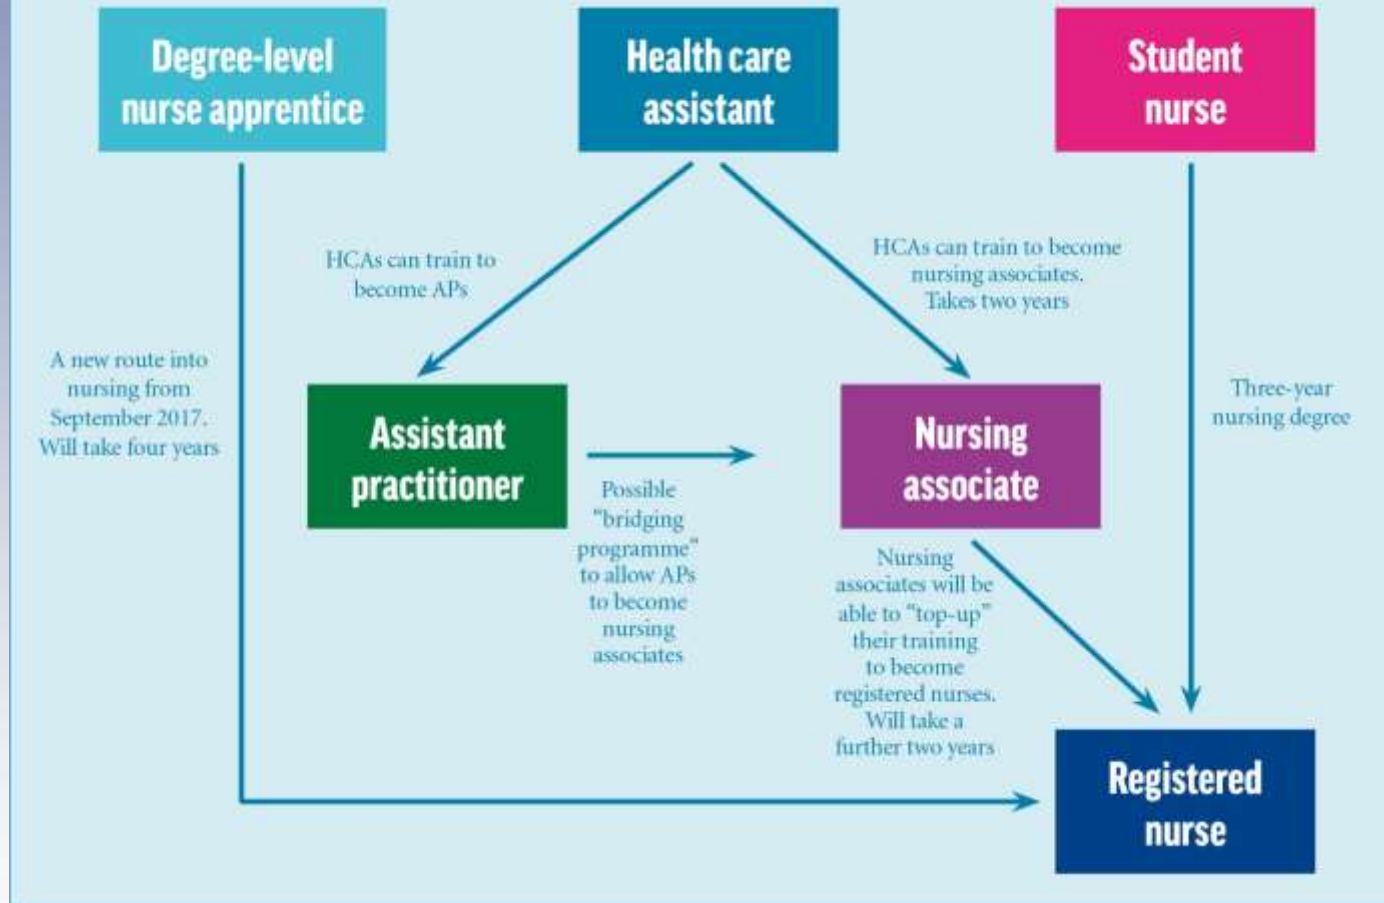 Degree-level
nurse apprentice
Health care
assistant
Student
nurse
HCAs can train to
become APs
HCAs can train to become
nursing associates.
Takes two years
A new route into
nursing from
September 2017.
Will take four years
Three-year
nursing degree
Assistant
practitioner
Nursing
associate
Possible
"bridging
programme"
to allow APs
to become
nursing
associates
Nursing
associates will be
able to "top-up"
their training
to become
registered nurses.
Will take a
further two years
Registered
nurse